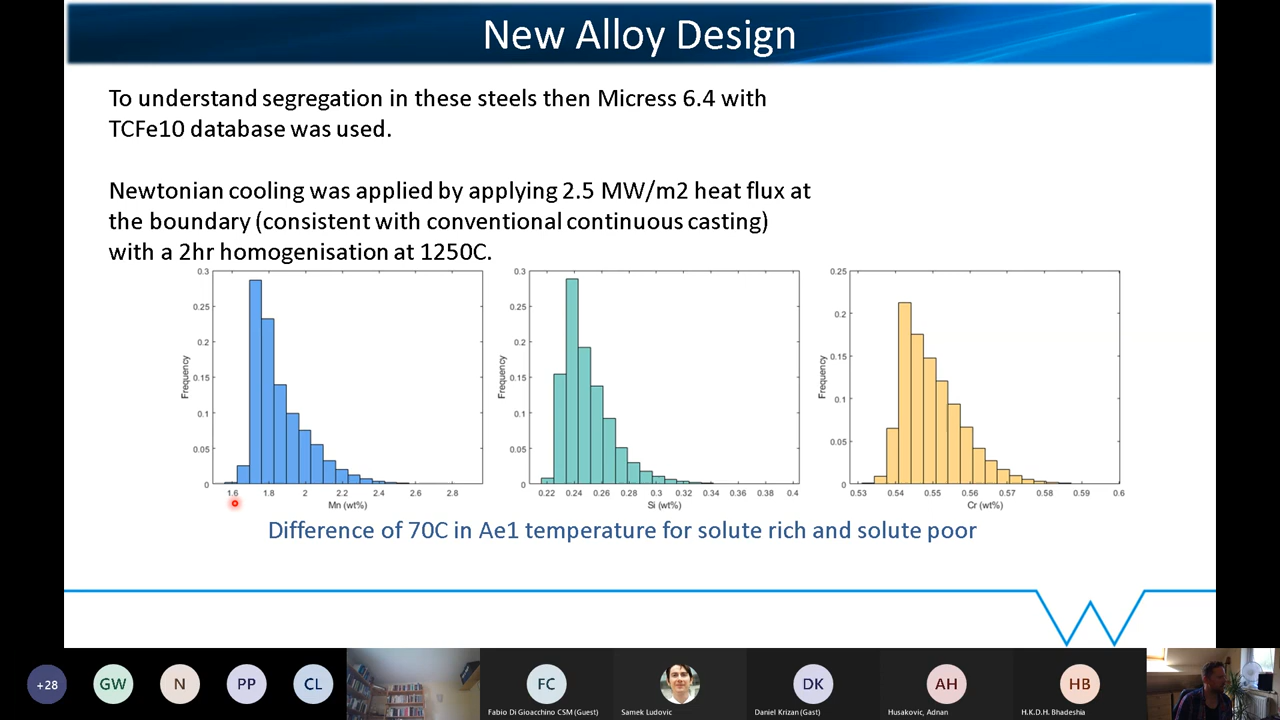 New Alloy Design
To understand segregation in these steels then Micress 6.4 with
TCFe10 database was used.
Newtonian cooling was applied by applying 2.5 MW/m2 heat flux at
the boundary (consistent with conventional continuous casting)
with a 2hr homogenisation at 1250C.
0.3
0.25
0.2
0.15
0.1
0.05
0
Frequency
1.6 1.8 2 2.2 2.4 2.6 2.8
Mn (wt%)
0.3
0.25
0.2
0.15
0.1
0.05
0
Frequency
0.22 0.24 0.26 0.28 0.3 0.32 0.34 0.36 0.38 0.4
Si (wt%)
0.25
0.2
0.15
0.1
0.05
0
Frequency
0.53 0.54 0.55 0.56 0.57 0.58 0.59 0.6
Cr (wt%)
Difference of 70C in Ae1 temperature for solute rich and solute poor
+28 GW N PP CL FC DK AH HB
Fabio Di Gioacchino CSM (Guest) Samek Ludovic Daniel Krizan (Gast) Husakovic, Adnan H.K.D.H. Bhadeshia